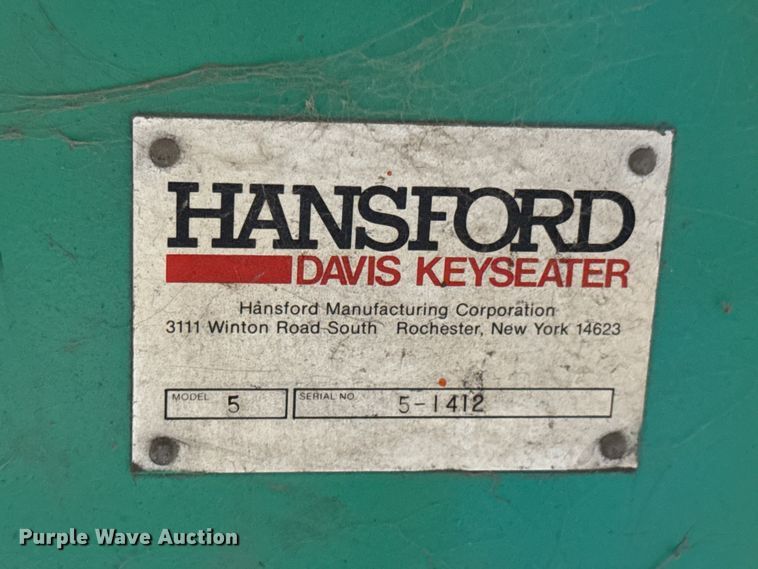 HANSFORD
DAVIS KEYSEATER
Hansford Manufacturing Corporation
3111 Winton Road South Rochester, New York 14623
MODEL 5 SERIAL NO. 5-1412
Purple Wave Auction